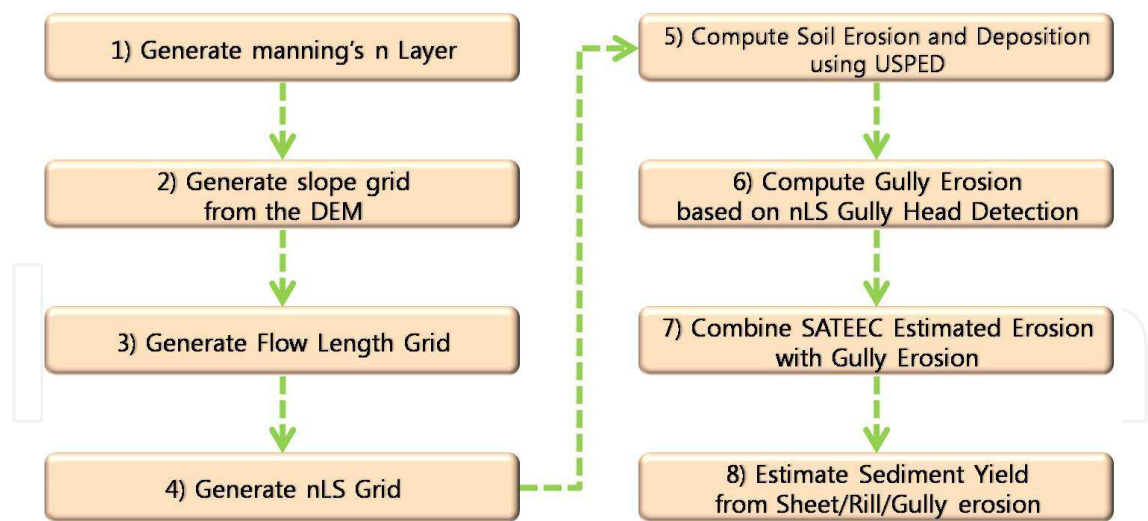 1) Generate manning's n Layer
2) Generate slope grid
from the DEM
3) Generate Flow Length Grid
4) Generate nLS Grid
5) Compute Soil Erosion and Deposition
using USPED
6) Compute Gully Erosion
based on nLS Gully Head Detection
7) Combine SATEEC Estimated Erosion
with Gully Erosion
8) Estimate Sediment Yield
from Sheet/Rill/Gully erosion